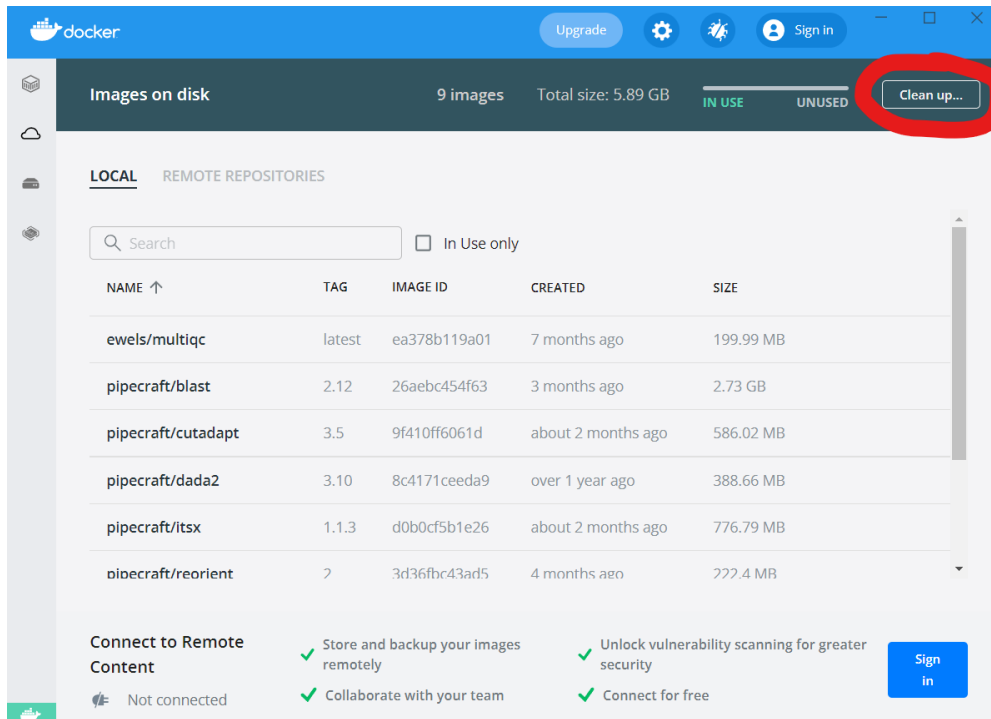 docker Upgrade Sign in
Images on disk 9 images Total size: 5.89 GB IN USE UNUSED Clean up...
LOCAL REMOTE REPOSITORIES
Search In Use only
NAME TAG IMAGE ID CREATED SIZE
ewels/multiqc latest ea378b119a01 7 months ago 199.99 MB
pipecraft/blast 2.12 26aebc454f63 3 months ago 2.73 GB
pipecraft/cutadapt 3.5 9f410ff6061d about 2 months ago 586.02 MB
pipecraft/dada2 3.10 8c4171ceeda9 over 1 year ago 388.66 MB
pipecraft/itsx 1.1.3 d0b0cf5b1e26 about 2 months ago 776.79 MB
pipecraft/reorient 2 3d36fbc43ad5 4 months ago 222.4 MB
Connect to Remote
Content
Not connected
Store and backup your images
remotely
Collaborate with your team
Unlock vulnerability scanning for greater
security
Connect for free
Sign
in